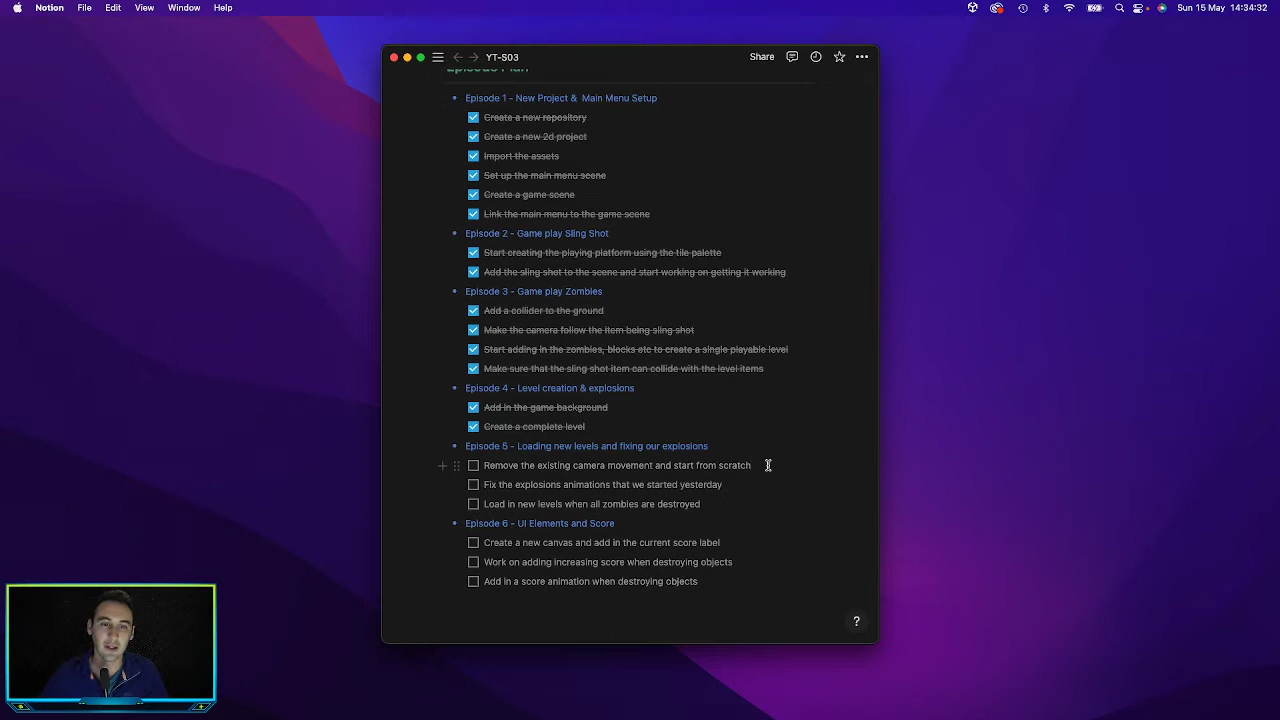 Notion File Edit View Window Help Sun 15 May 14:34:32
YT-S03 Share
Episode Plan
Episode 1 - New Project & Main Menu Setup
Create a new repository
Create a new 2d project
Import the assets
Set up the main menu scene
Create a game scene
Link the main menu to the game scene
Episode 2 - Game play Sling Shot
Start creating the playing platform using the tile palette
Add the sling shot to the scene and start working on getting it working
Episode 3 - Game play Zombies
Add a collider to the ground
Make the camera follow the item being sling shot
Start adding in the zombies, blocks etc to create a single playable level
Make sure that the sling shot item can collide with the level items
Episode 4 - Level creation & explosions
Add in the game background
Create a complete level
Episode 5 - Loading new levels and fixing our explosions
Remove the existing camera movement and start from scratch
Fix the explosions animations that we started yesterday
Load in new levels when all zombies are destroyed
Episode 6 - UI Elements and Score
Create a new canvas and add in the current score label
Work on adding increasing score when destroying objects
Add in a score animation when destroying objects
?